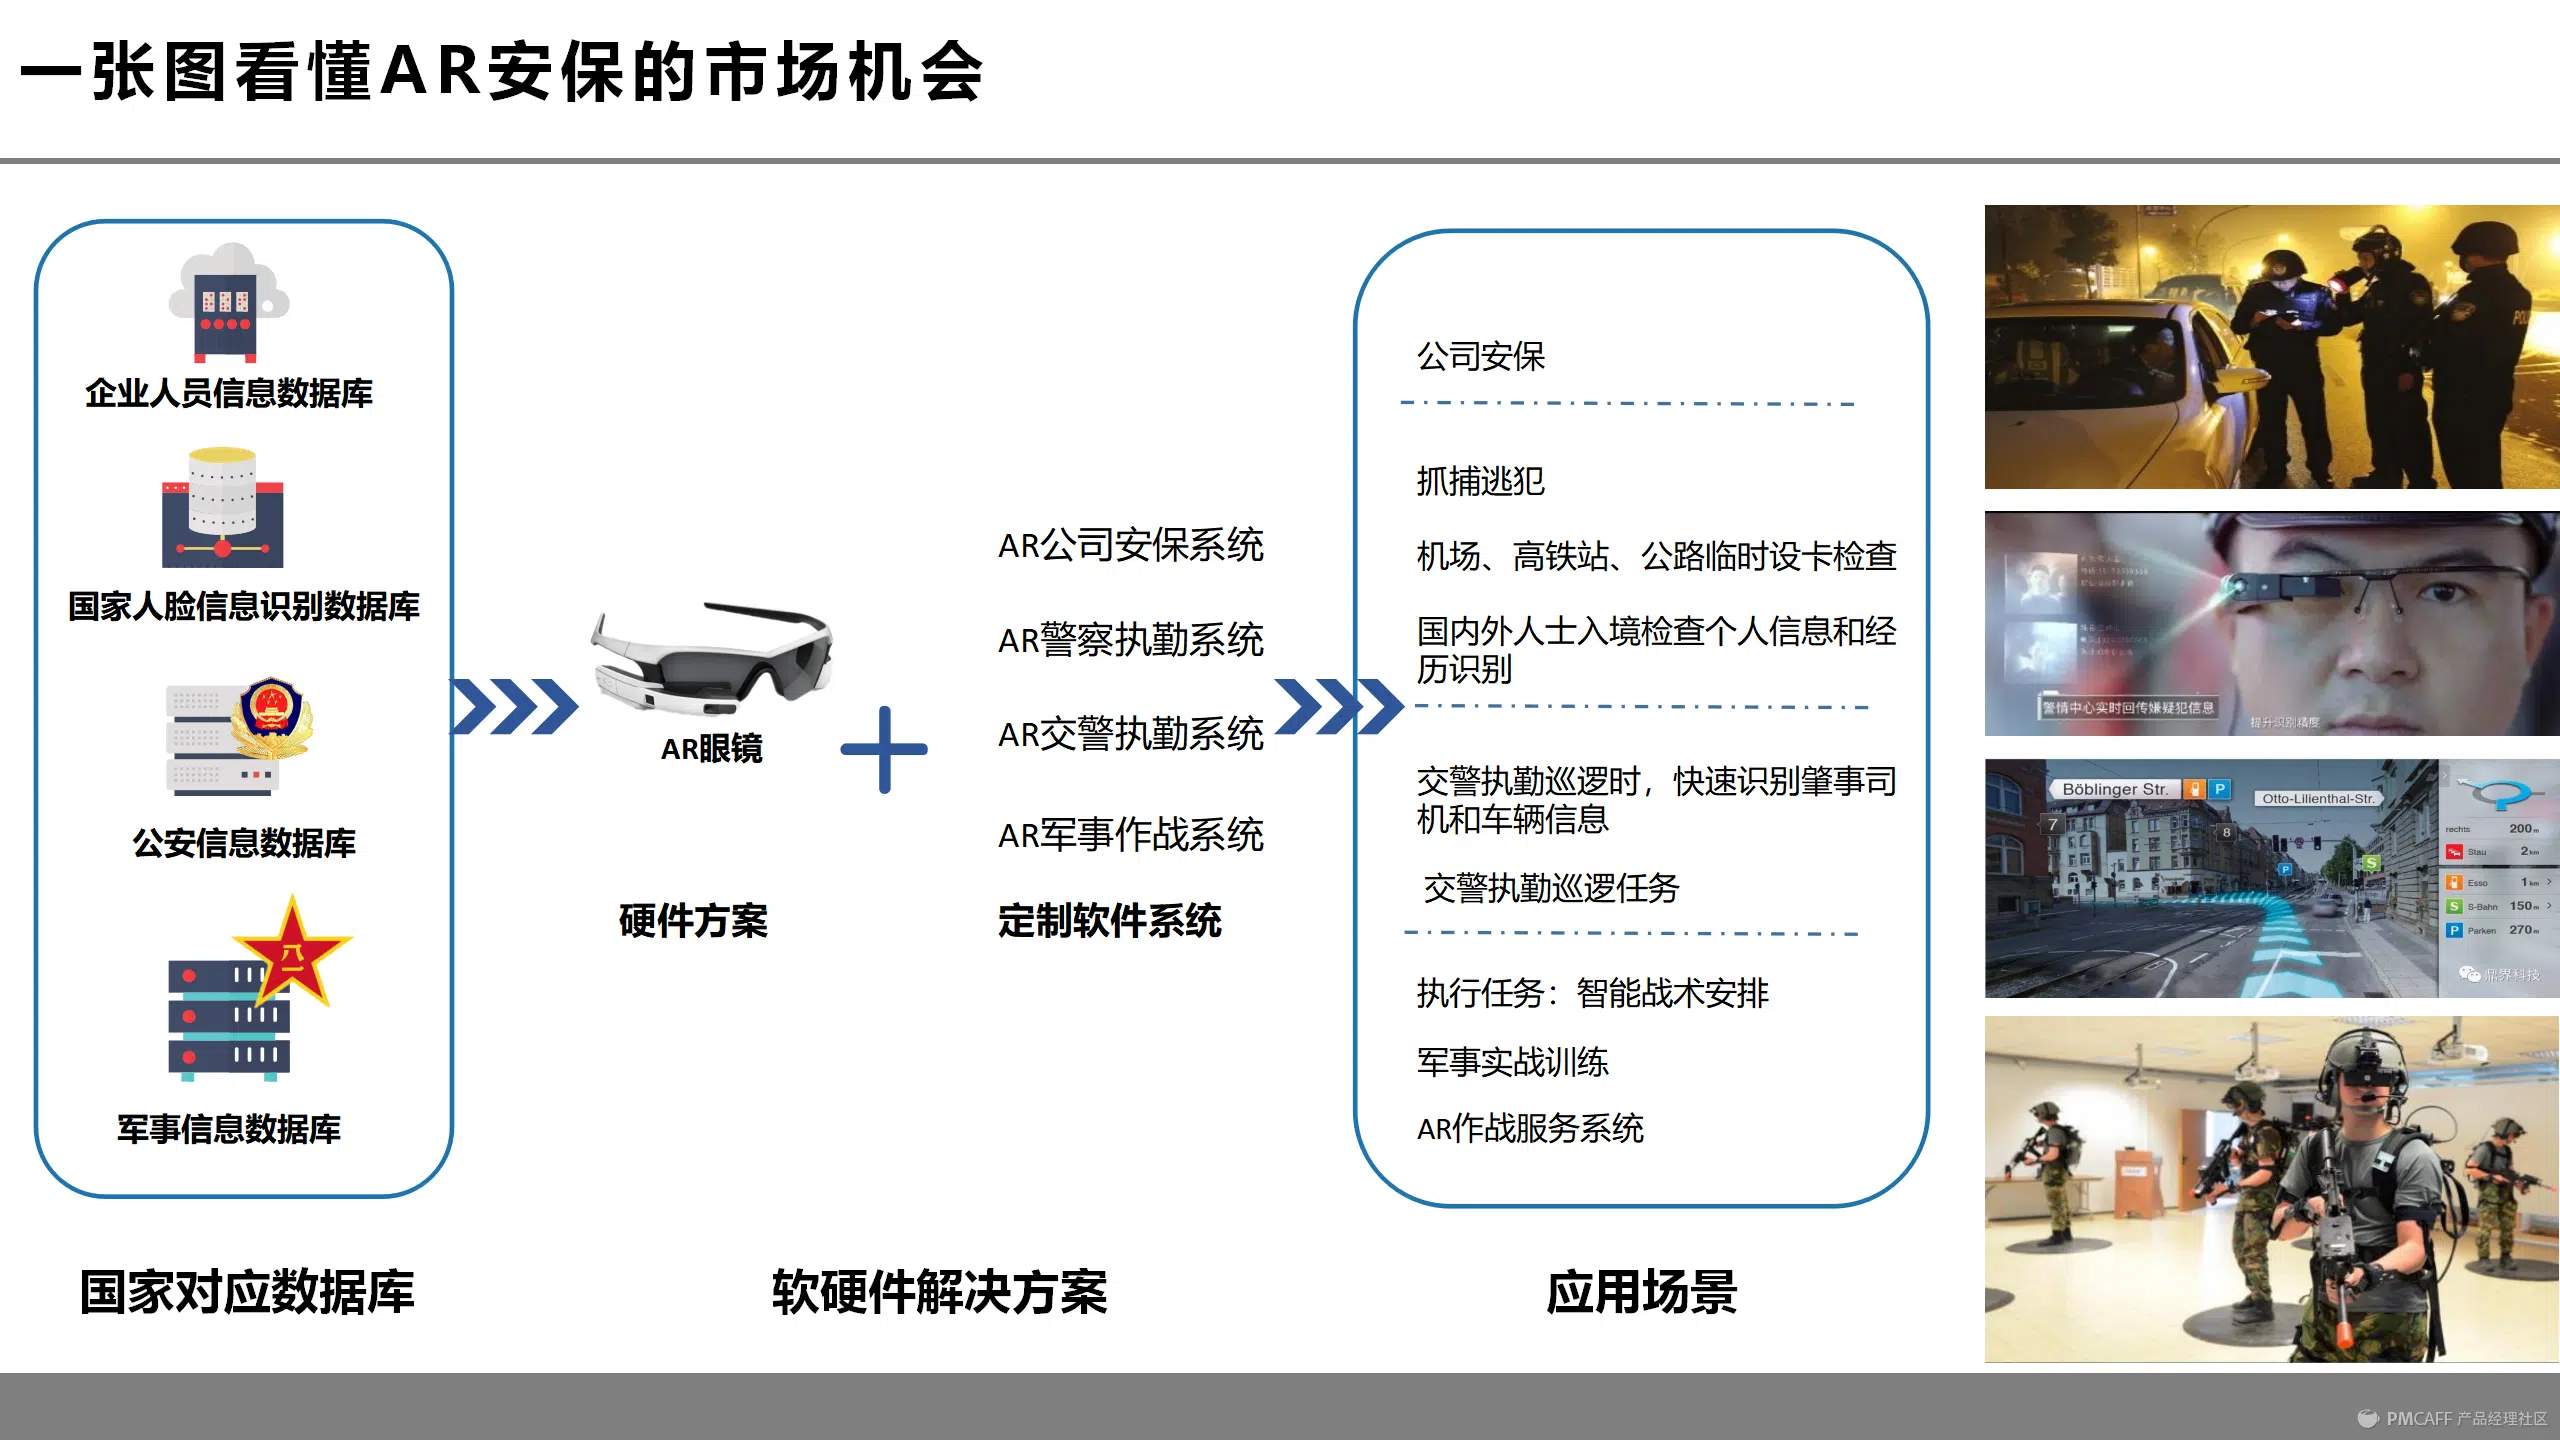 一张图看懂AR安保的市场机会
企业人员信息数据库
国家人脸信息识别数据库
公安信息数据库
八一
军事信息数据库
国家对应数据库
AR眼镜
硬件方案
AR公司安保系统
AR警察执勤系统
AR交警执勤系统
AR军事作战系统
定制软件系统
软硬件解决方案
公司安保
抓捕逃犯
机场、高铁站、公路临时设卡检查
国内外人士入境检查个人信息和经
历识别
交警执勤巡逻时，快速识别肇事司
机和车辆信息
交警执勤巡逻任务
执行任务：智能战术安排
军事实战训练
AR作战服务系统
应用场景
警情中心实时回传嫌疑犯信息
提升识别精度
Böblinger Str.
P
Otto-Lilienthal-Str.
7
8
P
S
rechts 200 m
Stau 2 km
Esso 1 km >
S S-Bahn 150 m >
P Parken 270 m
鼎界科技
PMCAFF 产品经理社区